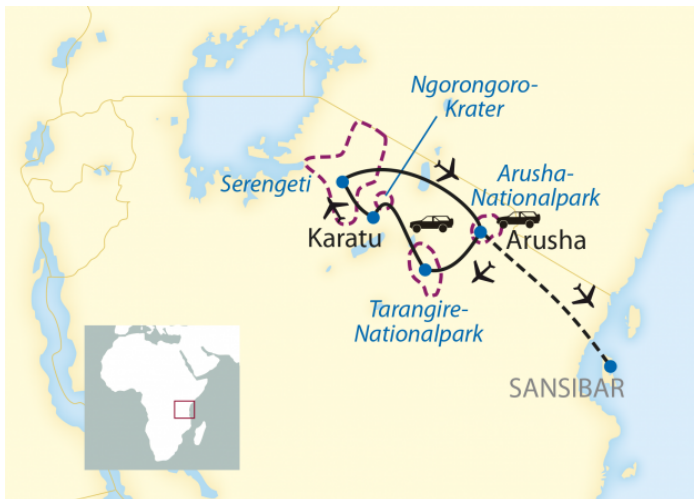 Ngorongoro-
Krater
Arusha-
Nationalpark
Serengeti
Karatu
Arusha
Tarangire-
Nationalpark
SANSIBAR